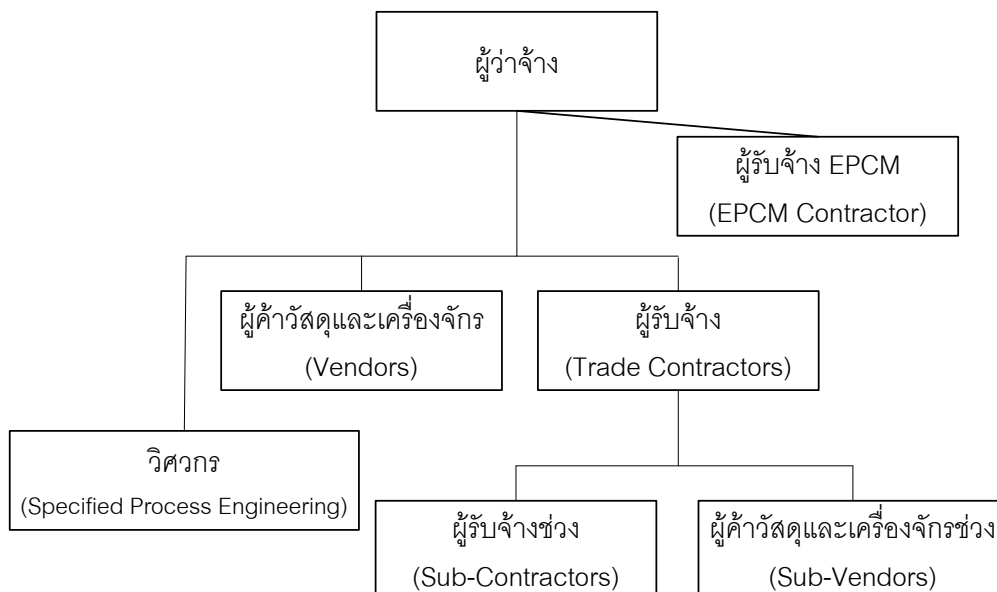 ผู้ว่าจ้าง
ผู้รับจ้าง EPCM
(EPCM Contractor)
ผู้ค้าวัสดุและเครื่องจักร
(Vendors)
ผู้รับจ้าง
(Trade Contractors)
วิศวกร
(Specified Process Engineering)
ผู้รับจ้างช่วง
(Sub-Contractors)
ผู้ค้าวัสดุและเครื่องจักรช่วง
(Sub-Vendors)